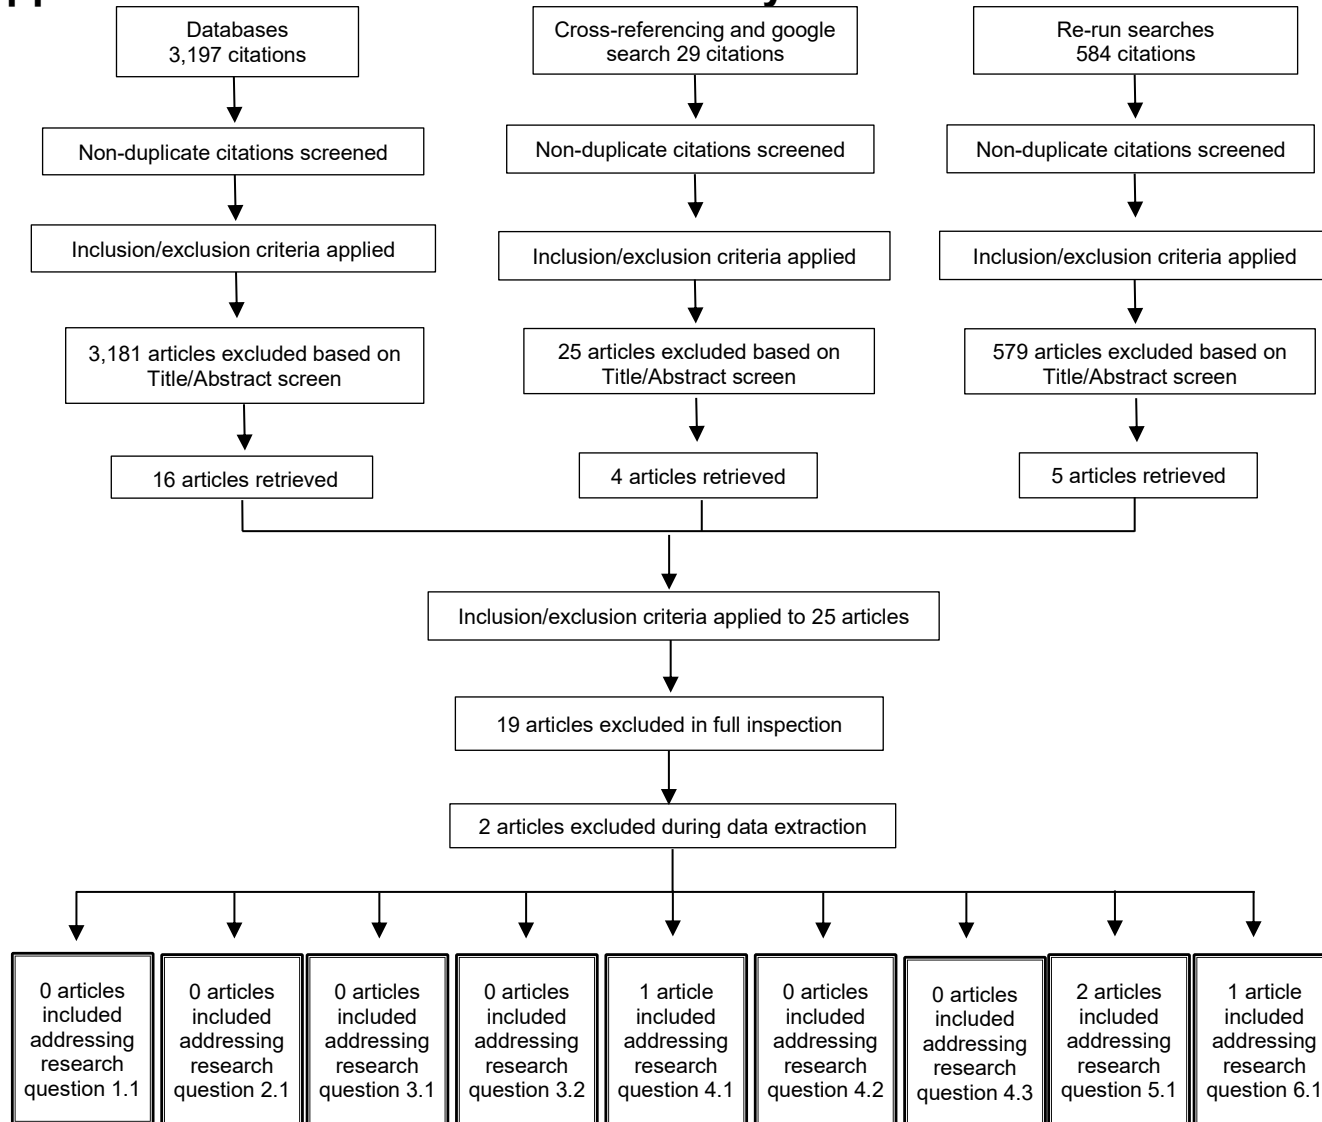 Databases
3,197 citations
Cross-referencing and google
search 29 citations
Re-run searches
584 citations
Non-duplicate citations screened
Non-duplicate citations screened
Non-duplicate citations screened
Inclusion/exclusion criteria applied
Inclusion/exclusion criteria applied
Inclusion/exclusion criteria applied
3,181 articles excluded based on
Title/Abstract screen
25 articles excluded based on
Title/Abstract screen
579 articles excluded based on
Title/Abstract screen
16 articles retrieved
4 articles retrieved
5 articles retrieved
Inclusion/exclusion criteria applied to 25 articles
19 articles excluded in full inspection
2 articles excluded during data extraction
0 articles
included
addressing
research
question 1.1
0 articles
included
addressing
research
question 2.1
0 articles
included
addressing
research
question 3.1
0 articles
included
addressing
research
question 3.2
1 article
included
addressing
research
question 4.1
0 articles
included
addressing
research
question 4.2
0 articles
included
addressing
research
question 4.3
2 articles
included
addressing
research
question 5.1
1 article
included
addressing
research
question 6.1